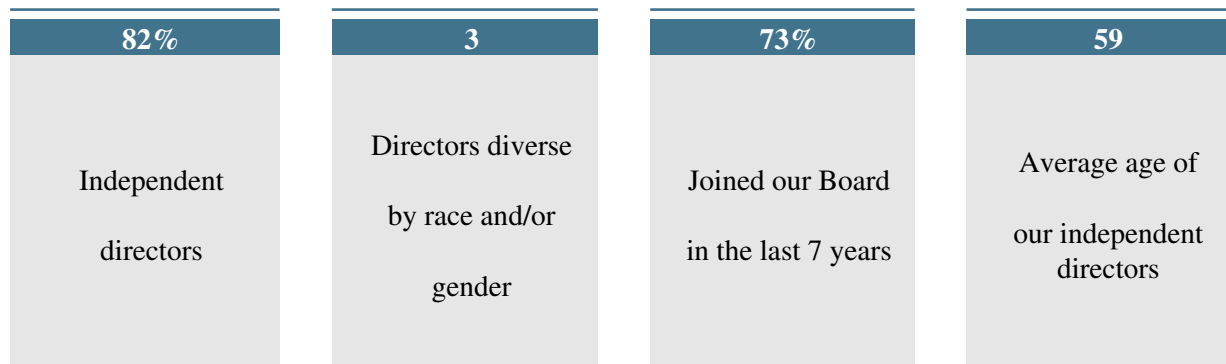 82%
Independent
directors
3
Directors diverse
by race and/or
gender
73%
Joined our Board
in the last 7 years
59
Average age of
our independent
directors